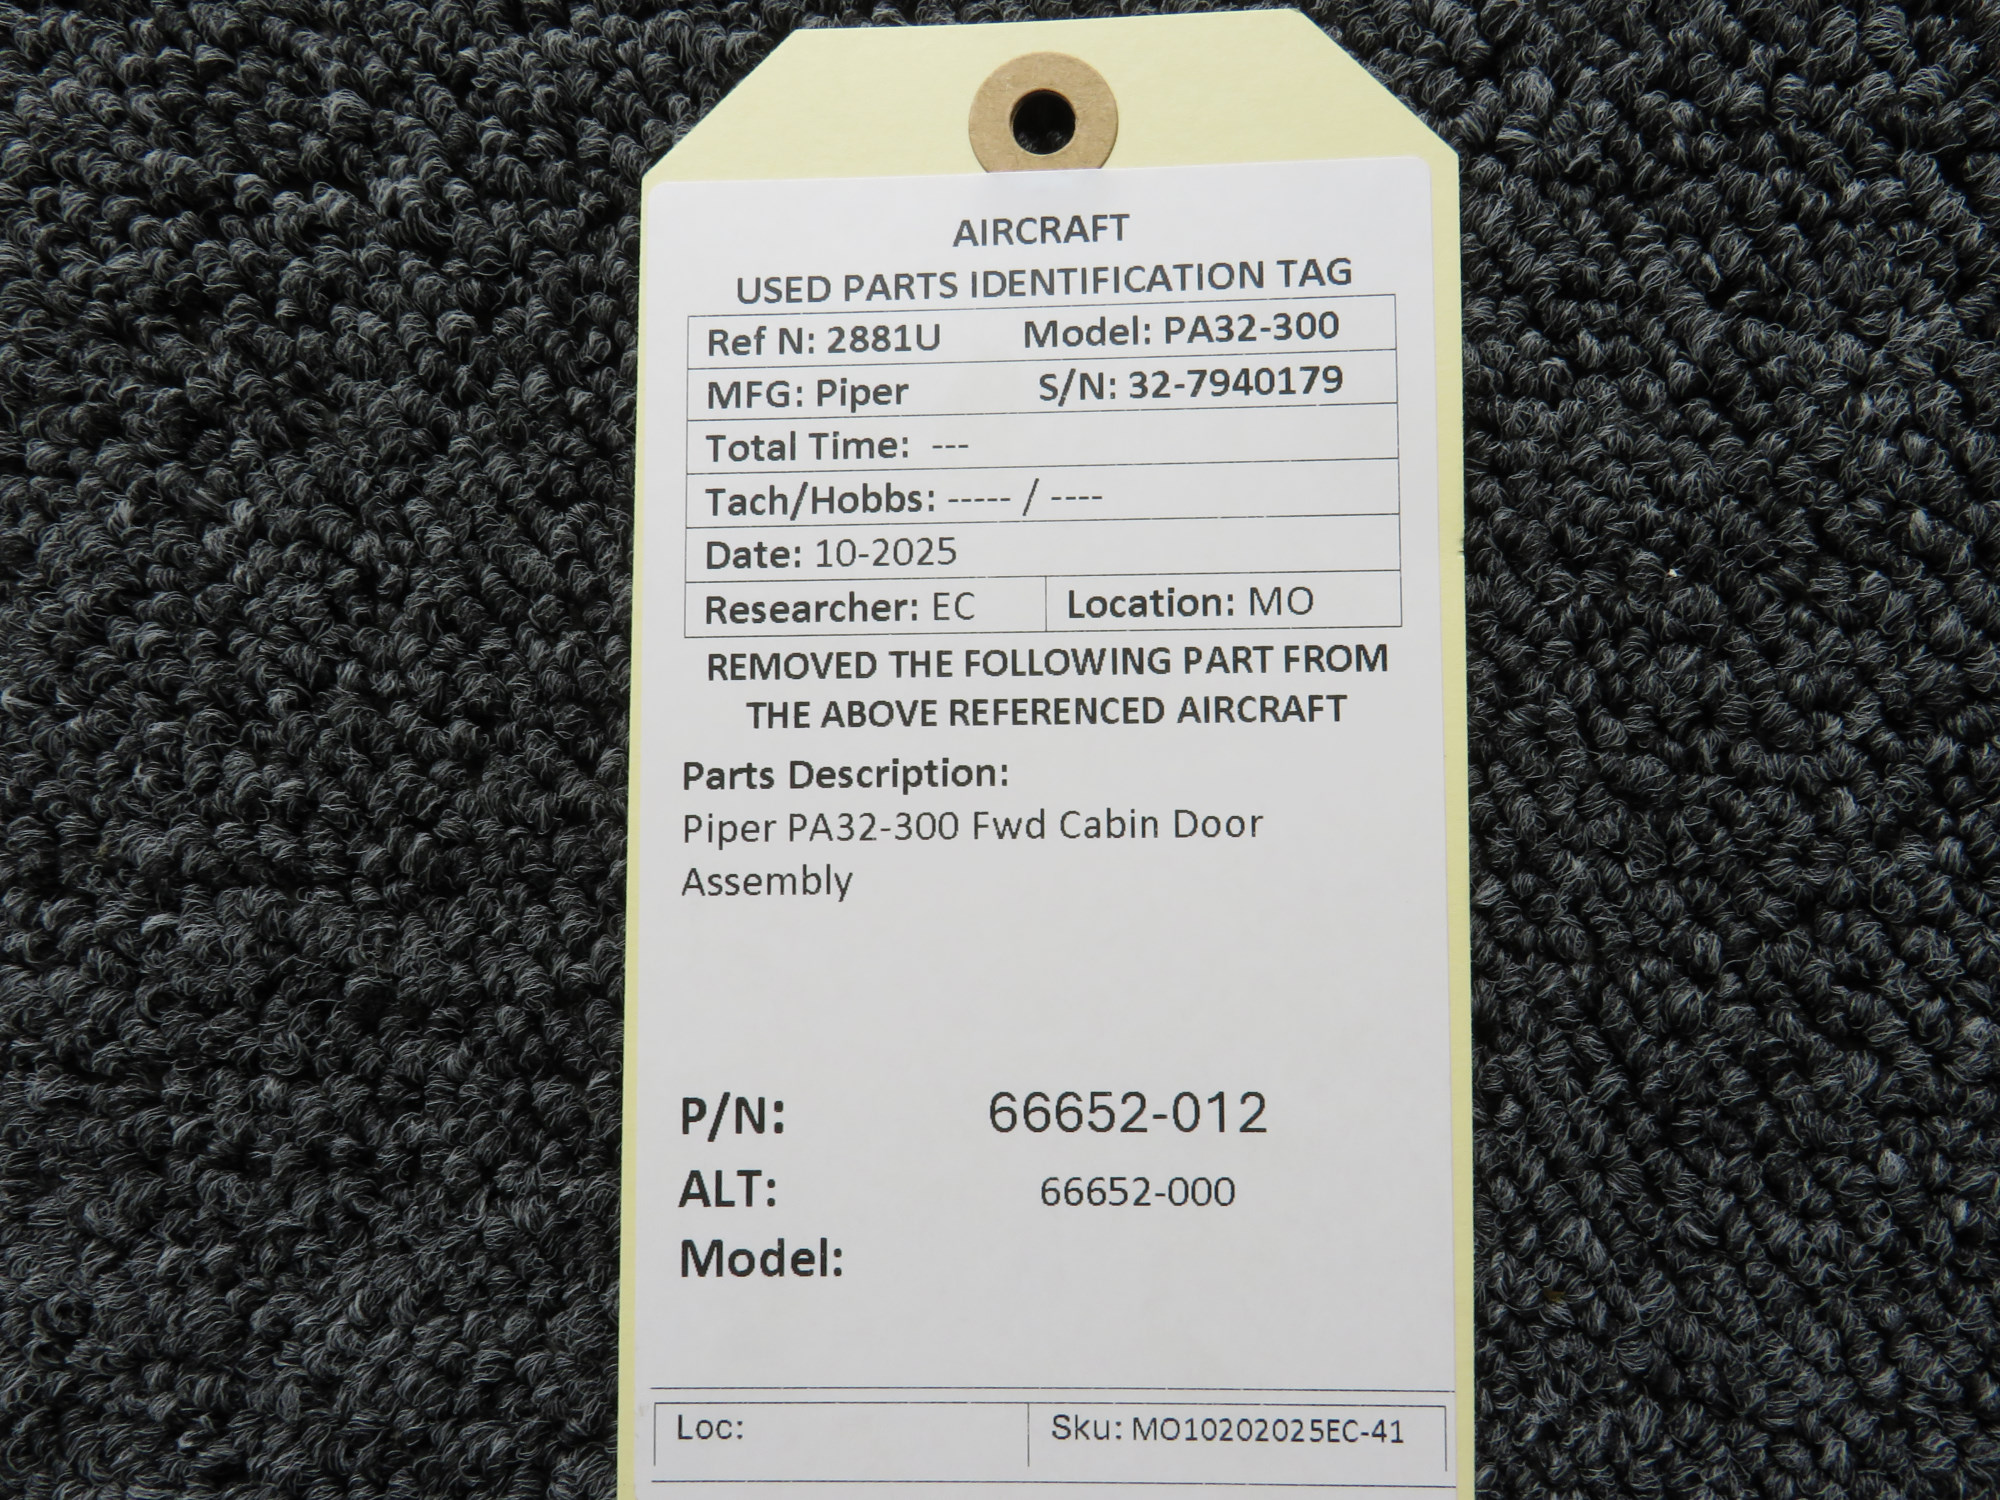 AIRCRAFT
USED PARTS IDENTIFICATION TAG
Ref N: 2881U Model: PA32-300
MFG: Piper S/N: 32-7940179
Total Time: ---
Tach/Hobbs: ----- / ----
Date: 10-2025
Researcher: EC Location: MO
REMOVED THE FOLLOWING PART FROM
THE ABOVE REFERENCED AIRCRAFT
Parts Description:
Piper PA32-300 Fwd Cabin Door
Assembly
P/N: 66652-012
ALT: 66652-000
Model:
Loc: Sku: MO10202025EC-41